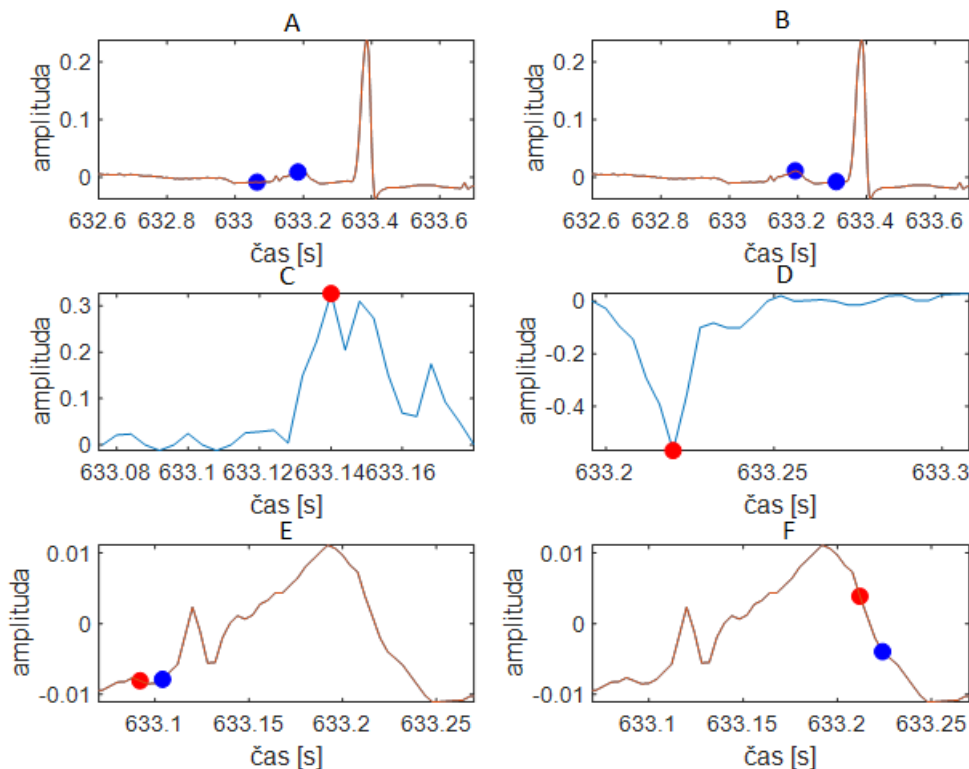 A
amplituda
0.2
0.1
0
632.6 632.8 633 633.2 633.4 633.6
čas [s]
B
amplituda
0.2
0.1
0
632.6 632.8 633 633.2 633.4 633.6
čas [s]
C
amplituda
0.3
0.2
0.1
0
633.08 633.1 633.12 633.14 633.16
čas [s]
D
amplituda
0
-0.2
-0.4
633.2 633.25 633.3
čas [s]
E
amplituda
0.01
0
-0.01
633.1 633.15 633.2 633.25
čas [s]
F
amplituda
0.01
0
-0.01
633.1 633.15 633.2 633.25
čas [s]